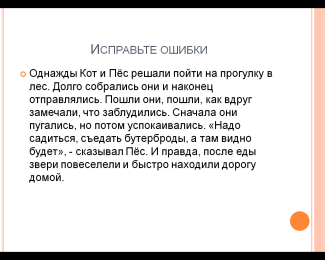 Исправьте ошибки
Однажды Кот и Пёс решали пойти на прогулку в
лес. Долго собрались они и наконец
отправлялись. Пошли они, пошли, как вдруг
замечали, что заблудились. Сначала они
пугались, но потом успокаивались. «Надо
садиться, съедать бутерброды, а там видно
будет», - сказывал Пёс. И правда, после еды
звери повеселели и быстро находили дорогу
домой.